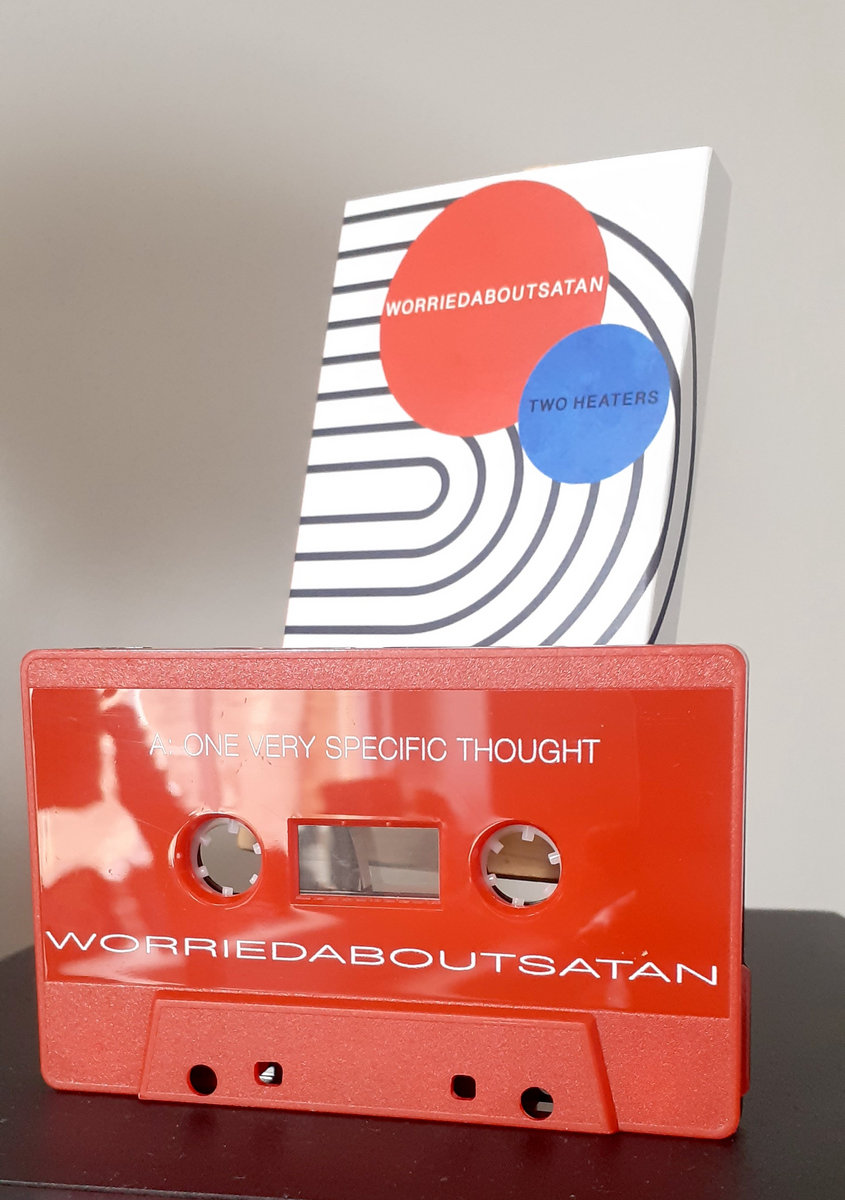 WORRIEDABOUTSATAN
TWO HEATERS
A: ONE VERY SPECIFIC THOUGHT
WORRIEDABOUTSATAN